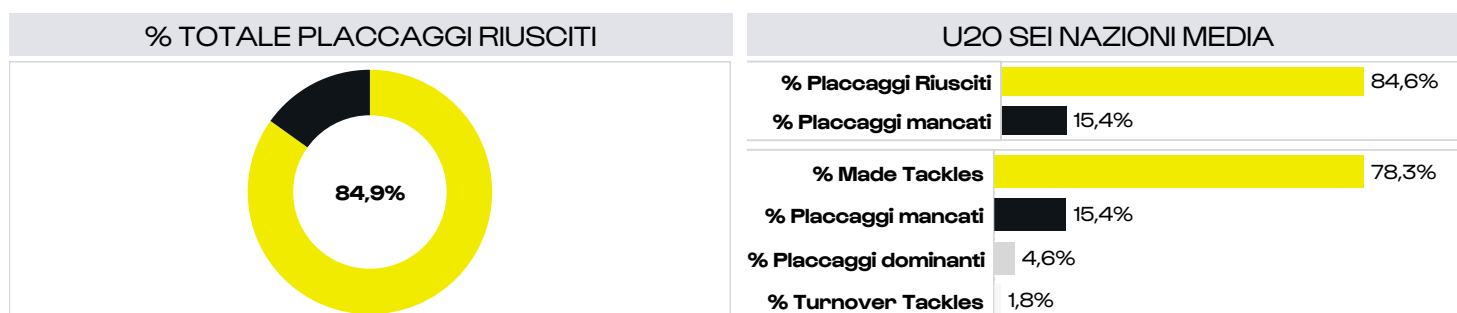 % TOTALE PLACCAGGI RIUSCITI
84,9%
U20 SEI NAZIONI MEDIA
% Placcaggi Riusciti 84,6%
% Placcaggi mancati 15,4%
% Made Tackles 78,3%
% Placcaggi mancati 15,4%
% Placcaggi dominanti 4,6%
% Turnover Tackles 1,8%